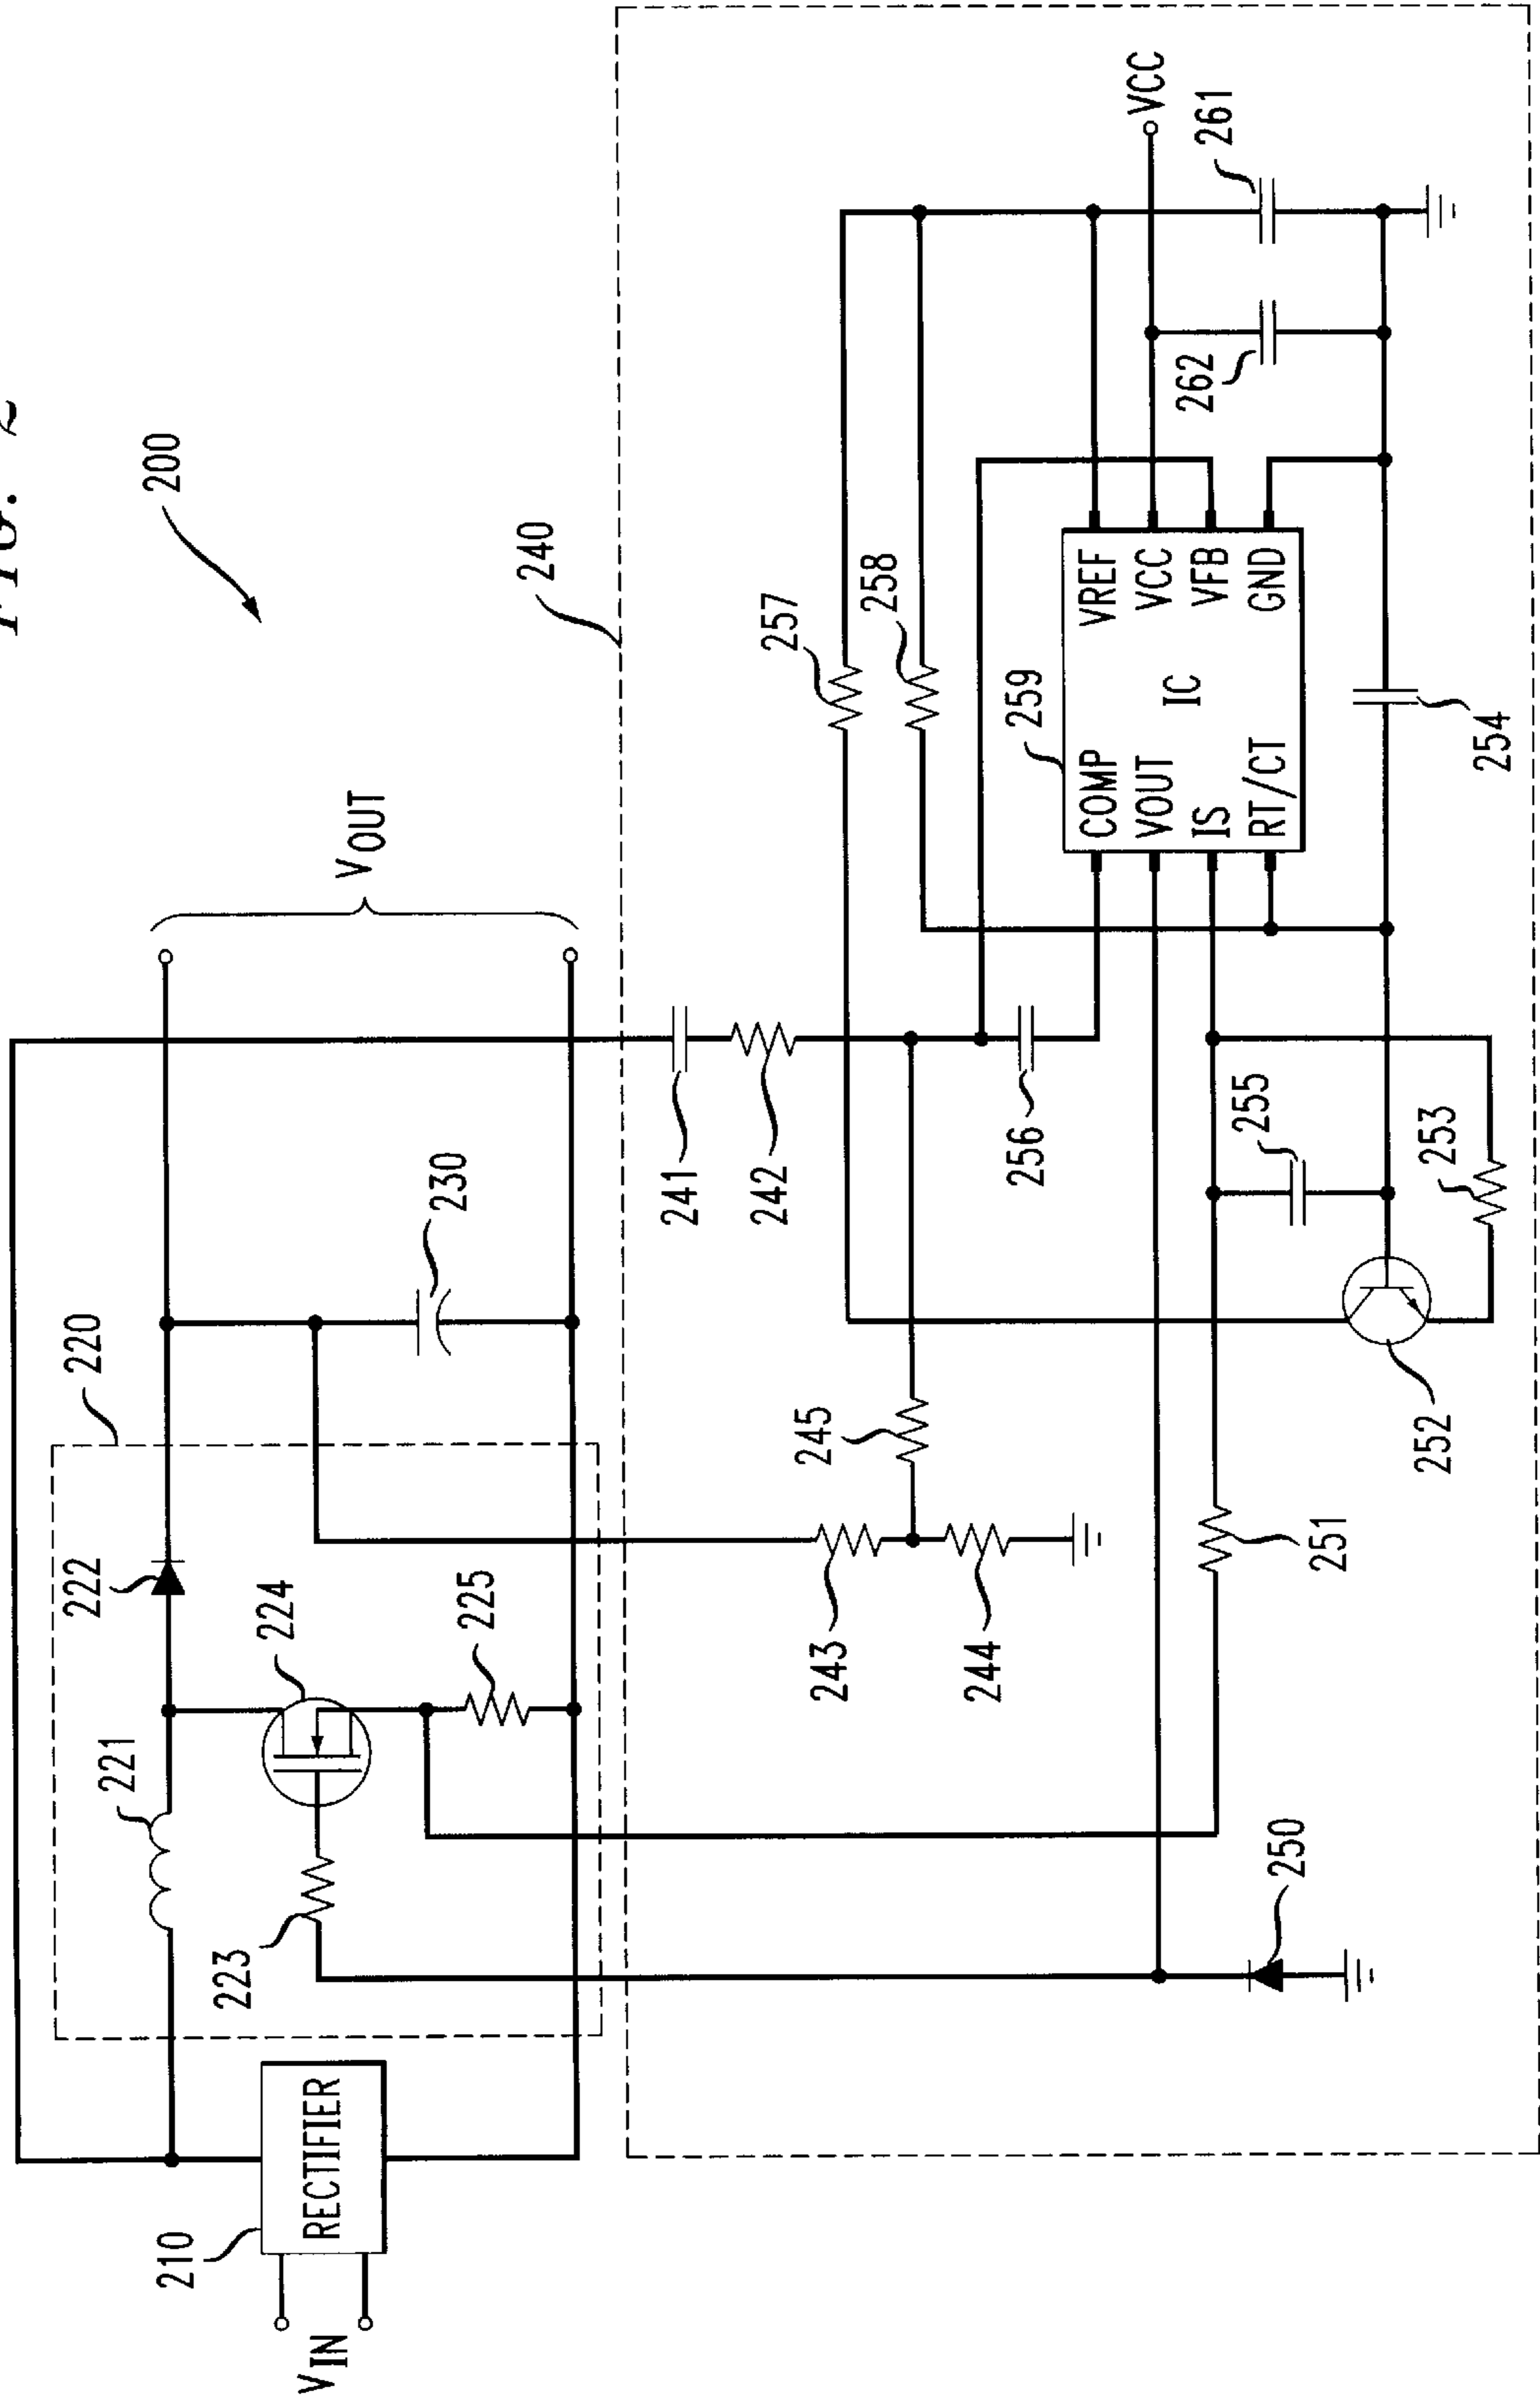 FIG. 2
200
VIN
210
RECTIFIER
220
221
222
223
224
225
230
VOUT
240
241
242
243
244
245
250
251
252
253
254
255
256
257
258
259
COMP
VOUT
IS
RT/CT
IC
VREF
VCC
VFB
GND
VCC
261
262